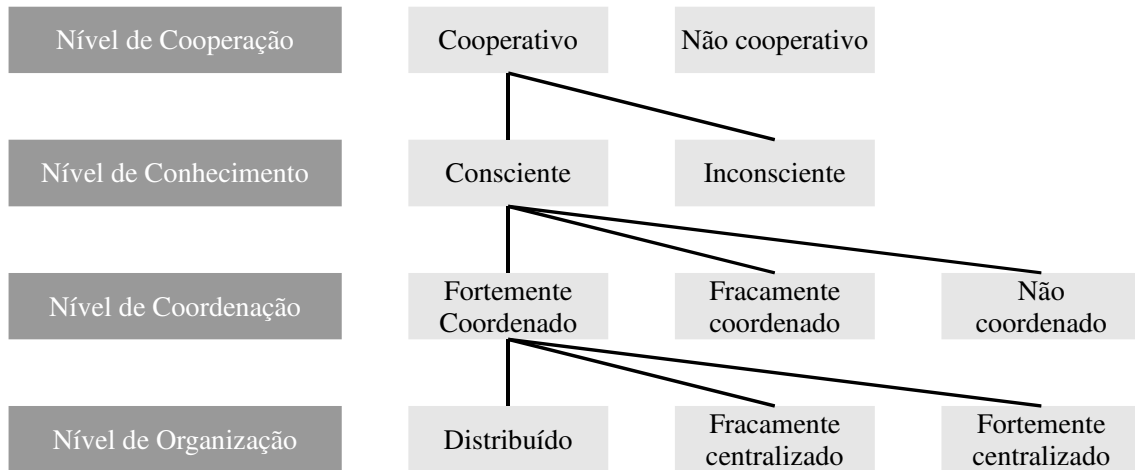 Nível de Cooperação
Cooperativo
Não cooperativo
Nível de Conhecimento
Consciente
Inconsciente
Nível de Coordenação
Fortemente
Coordenado
Fracamente
coordenado
Não
coordenado
Nível de Organização
Distribuído
Fracamente
centralizado
Fortemente
centralizado